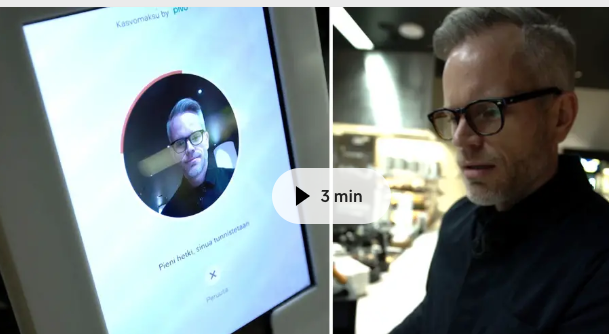 Kasvomaksu by pivo
Pieni hetki, sinua tunnistetaan
Peruuta
3 min